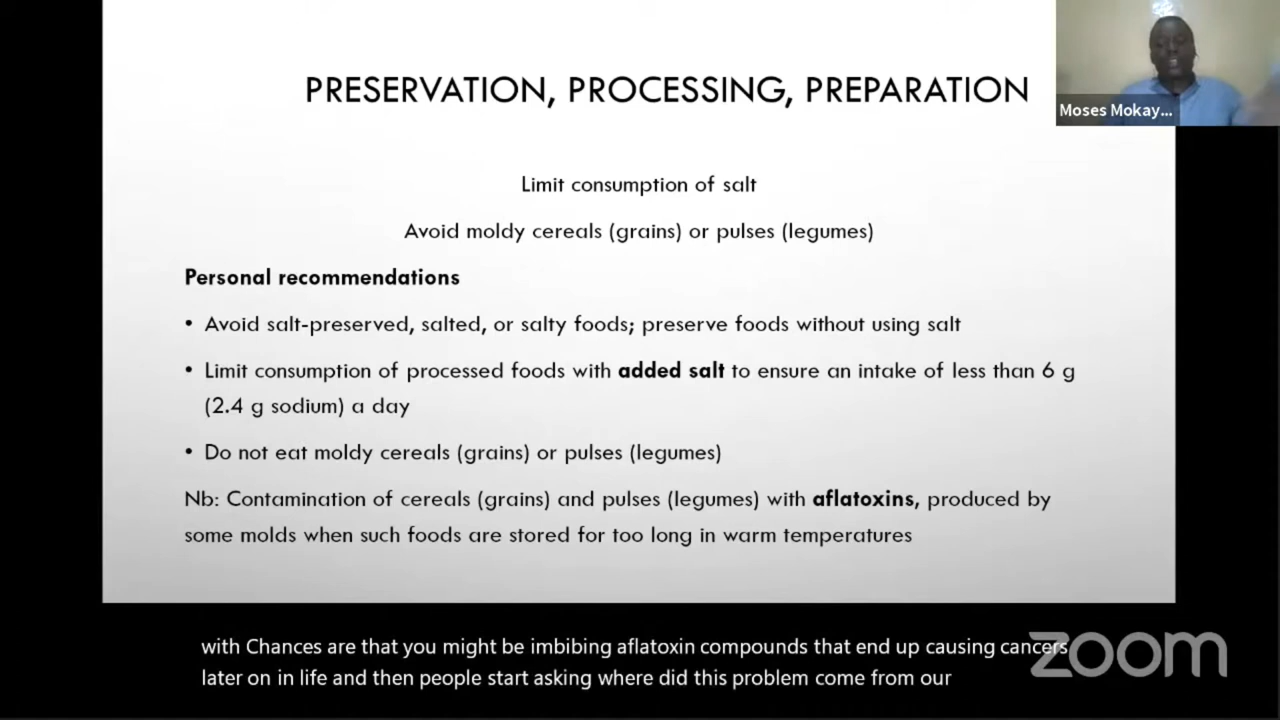 PRESERVATION, PROCESSING, PREPARATION
Moses Mokay...
Limit consumption of salt
Avoid moldy cereals (grains) or pulses (legumes)
Personal recommendations
• Avoid salt-preserved, salted, or salty foods; preserve foods without using salt
• Limit consumption of processed foods with added salt to ensure an intake of less than 6 g
(2.4 g sodium) a day
• Do not eat moldy cereals (grains) or pulses (legumes)
Nb: Contamination of cereals (grains) and pulses (legumes) with aflatoxins, produced by
some molds when such foods are stored for too long in warm temperatures
with Chances are that you might be imbibing aflatoxin compounds that end up causing cancers
later on in life and then people start asking where did this problem come from our
zoom